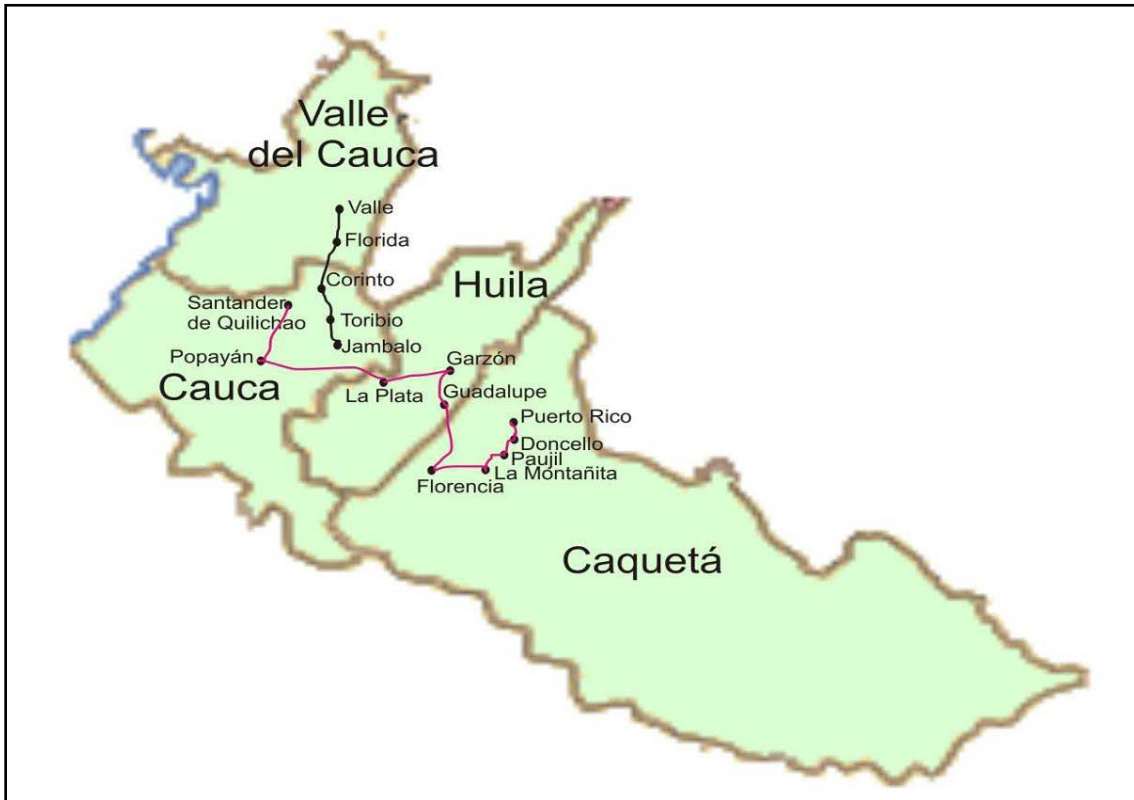 Valle
del Cauca
Valle
Florida
Corinto
Huila
Santander
de Quilichao
Toribio
Jambalo
Popayán
Cauca
La Plata
Garzón
Guadalupe
Puerto Rico
Doncello
Paujil
La Montañita
Florencia
Caquetá